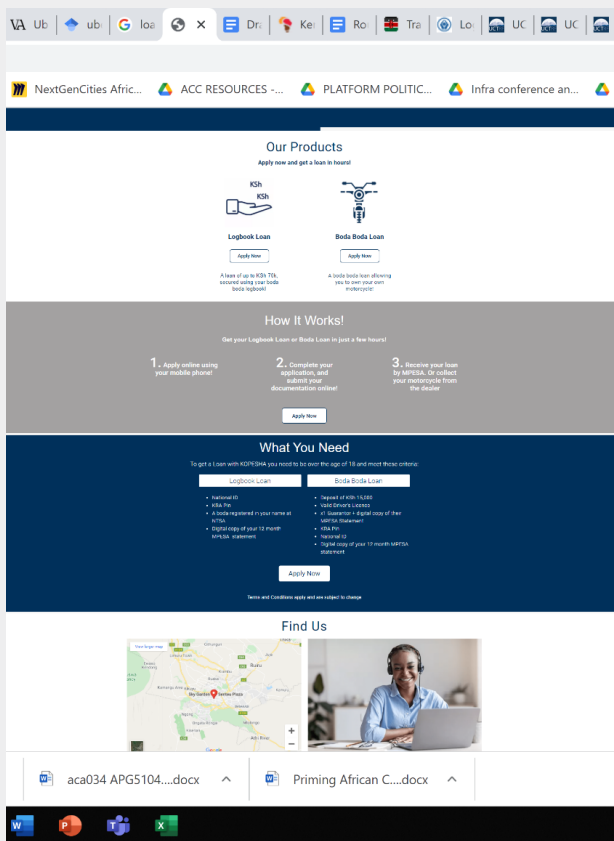 VA Ub ub loa Dra Ker Ro Tra Lo UC UC
NextGenCities Afric... ACC RESOURCES -... PLATFORM POLITIC... Infra conference an...
Our Products
Apply now and get a loan in hours!
KSh
KSh
Logbook Loan
Apply Now
A loan of up to KSh 70k,
secured using your boda
boda logbook!
Boda Boda Loan
Apply Now
A boda boda loan allowing
you to own your own
motorcycle!
How It Works!
Get your Logbook Loan or Boda Loan in just a few hours!
1. Apply online using
your mobile phone!
2. Complete your
application, and
submit your
documentation online!
3. Receive your loan
by MPESA. Or collect
your motorcycle from
the dealer
Apply Now
What You Need
To get a Loan with KOPESHA you need to be over the age of 18 and meet these criteria:
Logbook Loan
• National ID
• KRA Pin
• A boda registered in your name at
NTSA
• Digital copy of your 12 month
MPESA statement
Boda Boda Loan
• Deposit of KSh 15,000
• Valid Driver's Licence
• x1 Guarantor + digital copy of their
MPESA Statement
• KRA Pin
• National ID
• Digital copy of your 12 month MPESA
statement
Apply Now
Terms and Conditions apply and are subject to change
Find Us
View larger map
Ruiru
Google
aca034 APG5104....docx
Priming African C....docx